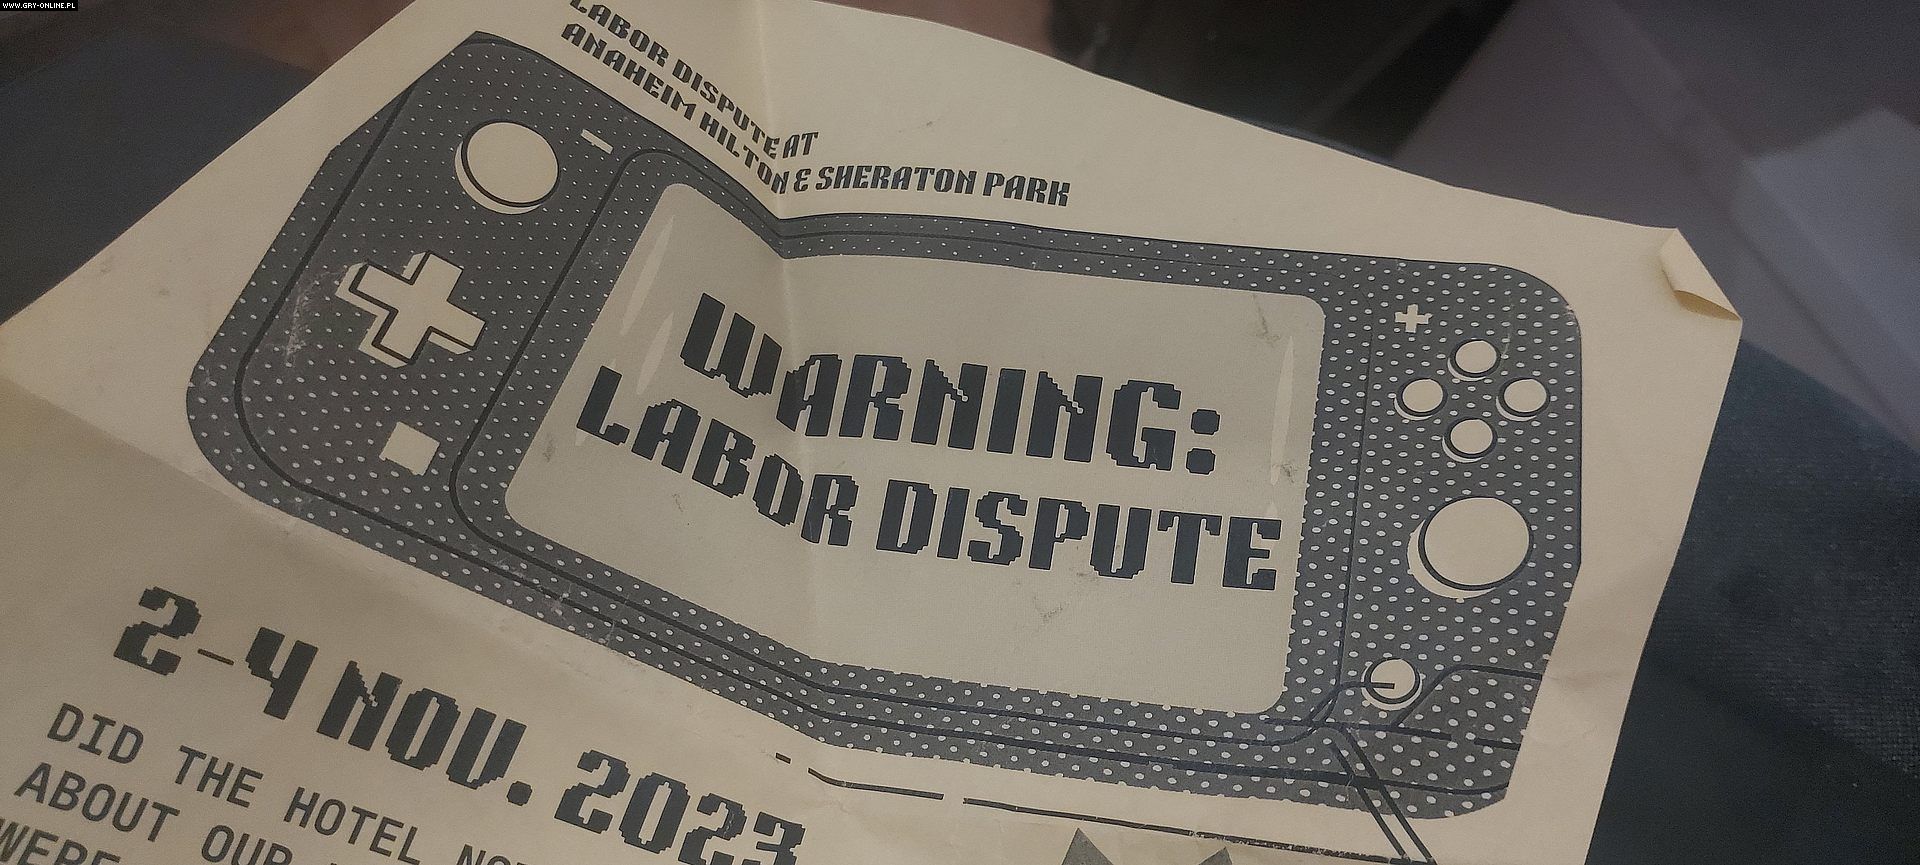 WWW.GRY-ONLINE.PL
LABOR DISPUTE AT
ANAHEIM HILTON & SHERATON PARK
WARNING:
LABOR DISPUTE
2-4 NOV. 2023
DID THE HOTEL
ABOUT OUR
WERE